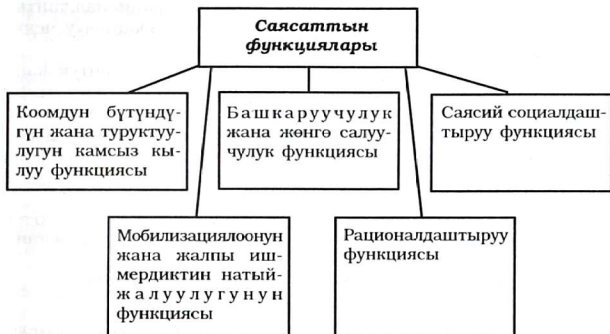 Саясаттын
функциялары
Коомдун бүтүндү-
гүн жана туруктуу-
лугун камсыз кы-
луу функциясы
Башкаруучулук
жана жөнгө салуу-
чулук функциясы
Саясий социалдаш-
тыруу функциясы
Мобилизациялоонун
жана жалпы иш-
мердиктин натый-
жалуулугунун
функциясы
Рационалдаштыруу
функциясы